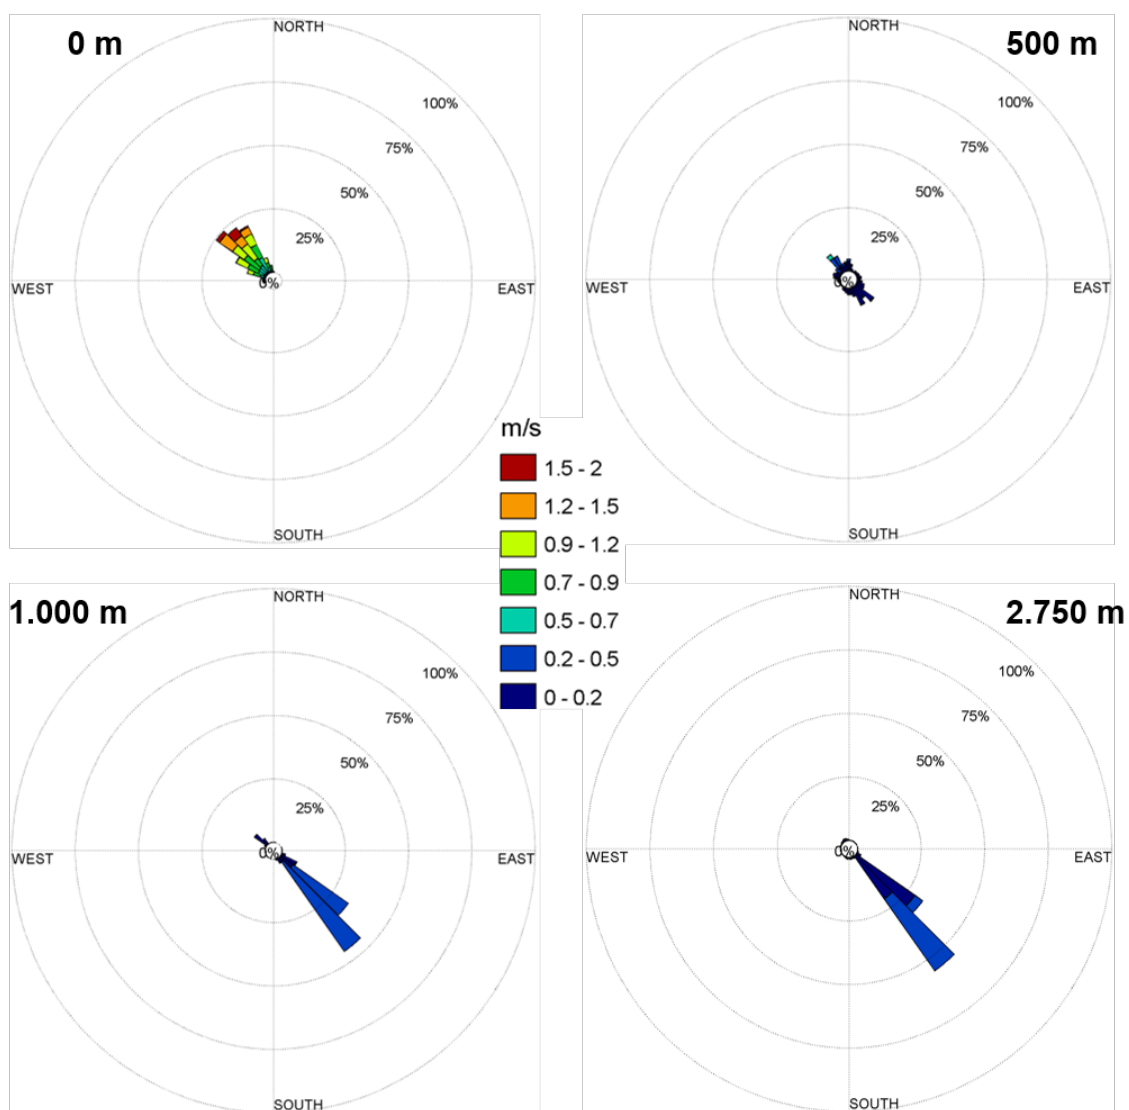 0 m
NORTH
100%
75%
50%
25%
0%
WEST
EAST
SOUTH
500 m
NORTH
100%
75%
50%
25%
0%
WEST
EAST
SOUTH
m/s
1.5 - 2
1.2 - 1.5
0.9 - 1.2
0.7 - 0.9
0.5 - 0.7
0.2 - 0.5
0 - 0.2
1.000 m
NORTH
100%
75%
50%
25%
0%
WEST
EAST
SOUTH
2.750 m
NORTH
100%
75%
50%
25%
0%
WEST
EAST
SOUTH